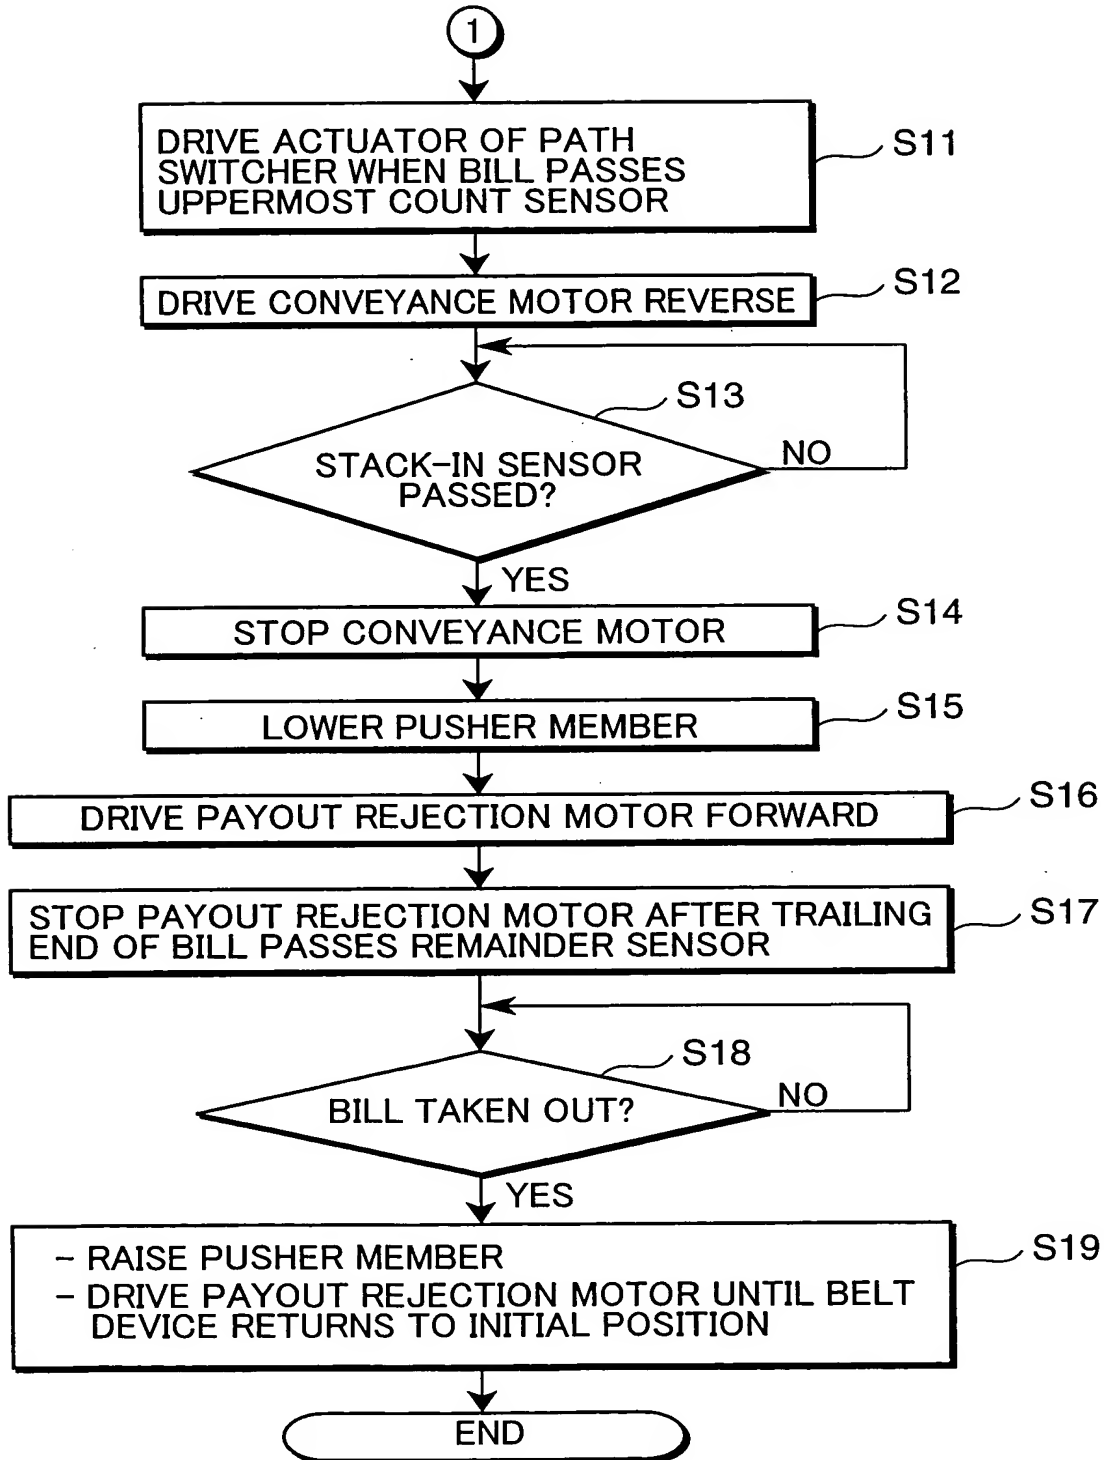 1
DRIVE ACTUATOR OF PATH
SWITCHER WHEN BILL PASSES
UPPERMOST COUNT SENSOR
S11
DRIVE CONVEYANCE MOTOR REVERSE
S12
S13
STACK-IN SENSOR
PASSED?
NO
YES
STOP CONVEYANCE MOTOR
S14
LOWER PUSHER MEMBER
S15
DRIVE PAYOUT REJECTION MOTOR FORWARD
S16
STOP PAYOUT REJECTION MOTOR AFTER TRAILING
END OF BILL PASSES REMAINDER SENSOR
S17
S18
BILL TAKEN OUT?
NO
YES
- RAISE PUSHER MEMBER
- DRIVE PAYOUT REJECTION MOTOR UNTIL BELT
DEVICE RETURNS TO INITIAL POSITION
S19
END